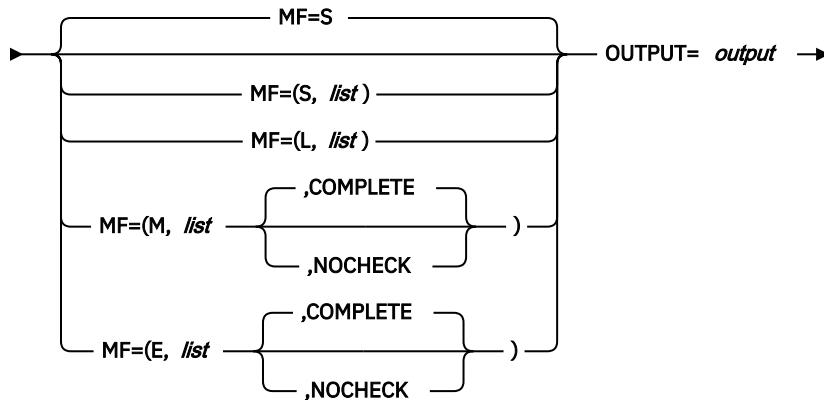 MF=S
OUTPUT= output
MF=(S, list )
MF=(L, list )
,COMPLETE
MF=(M, list )
,NOCHECK
,COMPLETE
MF=(E, list )
,NOCHECK